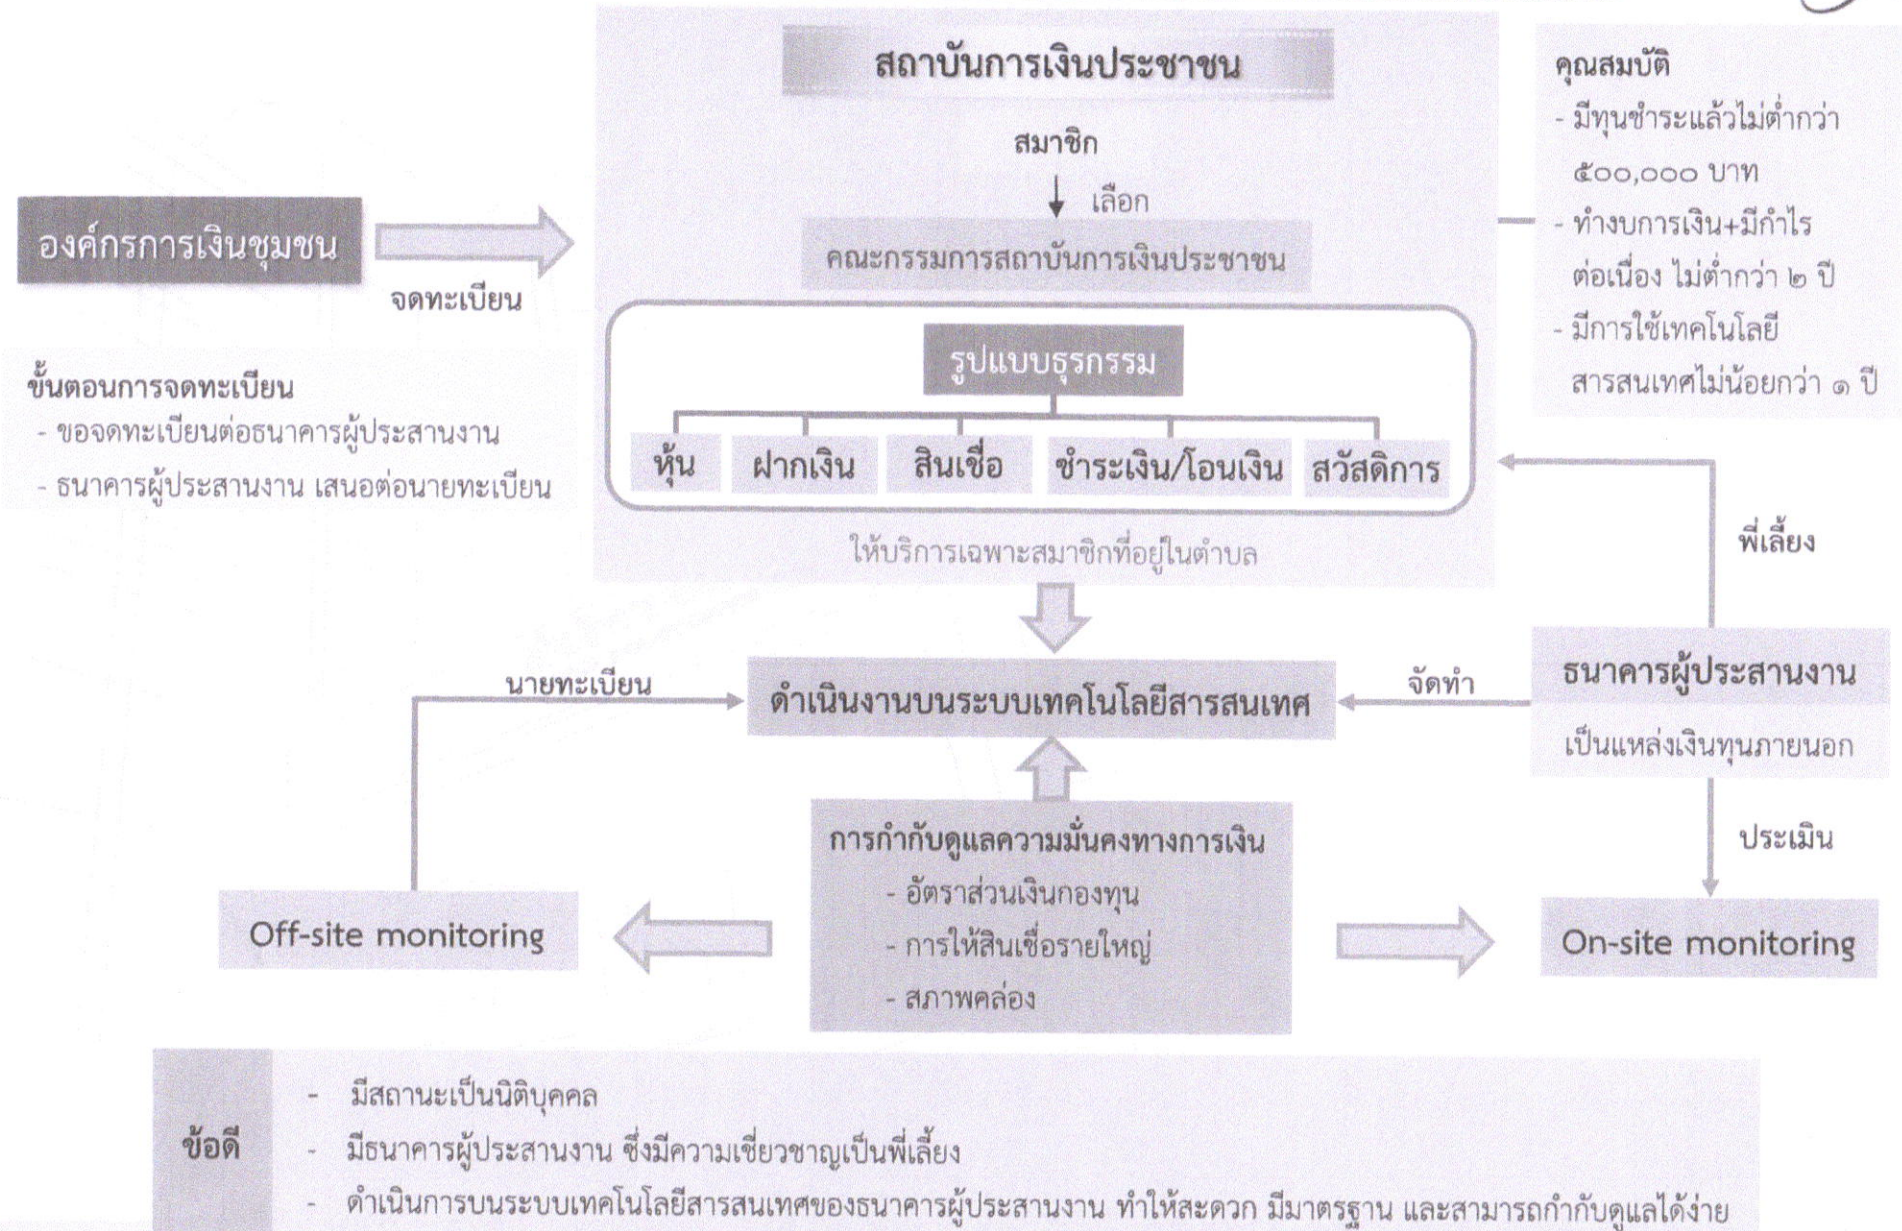 สถาบันการเงินประชาชน
สมาชิก
เลือก
คณะกรรมการสถาบันการเงินประชาชน
องค์กรการเงินชุมชน
จดทะเบียน
ขั้นตอนการจดทะเบียน
- ขอจดทะเบียนต่อธนาคารผู้ประสานงาน
- ธนาคารผู้ประสานงาน เสนอต่อนายทะเบียน
รูปแบบธุรกรรม
หุ้น
ฝากเงิน
สินเชื่อ
ชำระเงิน/โอนเงิน
สวัสดิการ
ให้บริการเฉพาะสมาชิกที่อยู่ในตำบล
คุณสมบัติ
- มีทุนชำระแล้วไม่ต่ำกว่า
๕๐๐,๐๐๐ บาท
- ทำงบการเงิน+มีกำไร
ต่อเนื่อง ไม่ต่ำกว่า ๒ ปี
- มีการใช้เทคโนโลยี
สารสนเทศไม่น้อยกว่า ๑ ปี
พี่เลี้ยง
นายทะเบียน
ดำเนินงานบนระบบเทคโนโลยีสารสนเทศ
จัดทำ
ธนาคารผู้ประสานงาน
เป็นแหล่งเงินทุนภายนอก
ประเมิน
การกำกับดูแลความมั่นคงทางการเงิน
- อัตราส่วนเงินกองทุน
- การให้สินเชื่อรายใหญ่
- สภาพคล่อง
Off-site monitoring
On-site monitoring
ข้อดี
- มีสถานะเป็นนิติบุคคล
- มีธนาคารผู้ประสานงาน ซึ่งมีความเชี่ยวชาญเป็นพี่เลี้ยง
- ดำเนินการบนระบบเทคโนโลยีสารสนเทศของธนาคารผู้ประสานงาน ทำให้สะดวก มีมาตรฐาน และสามารถกำกับดูแลได้ง่าย